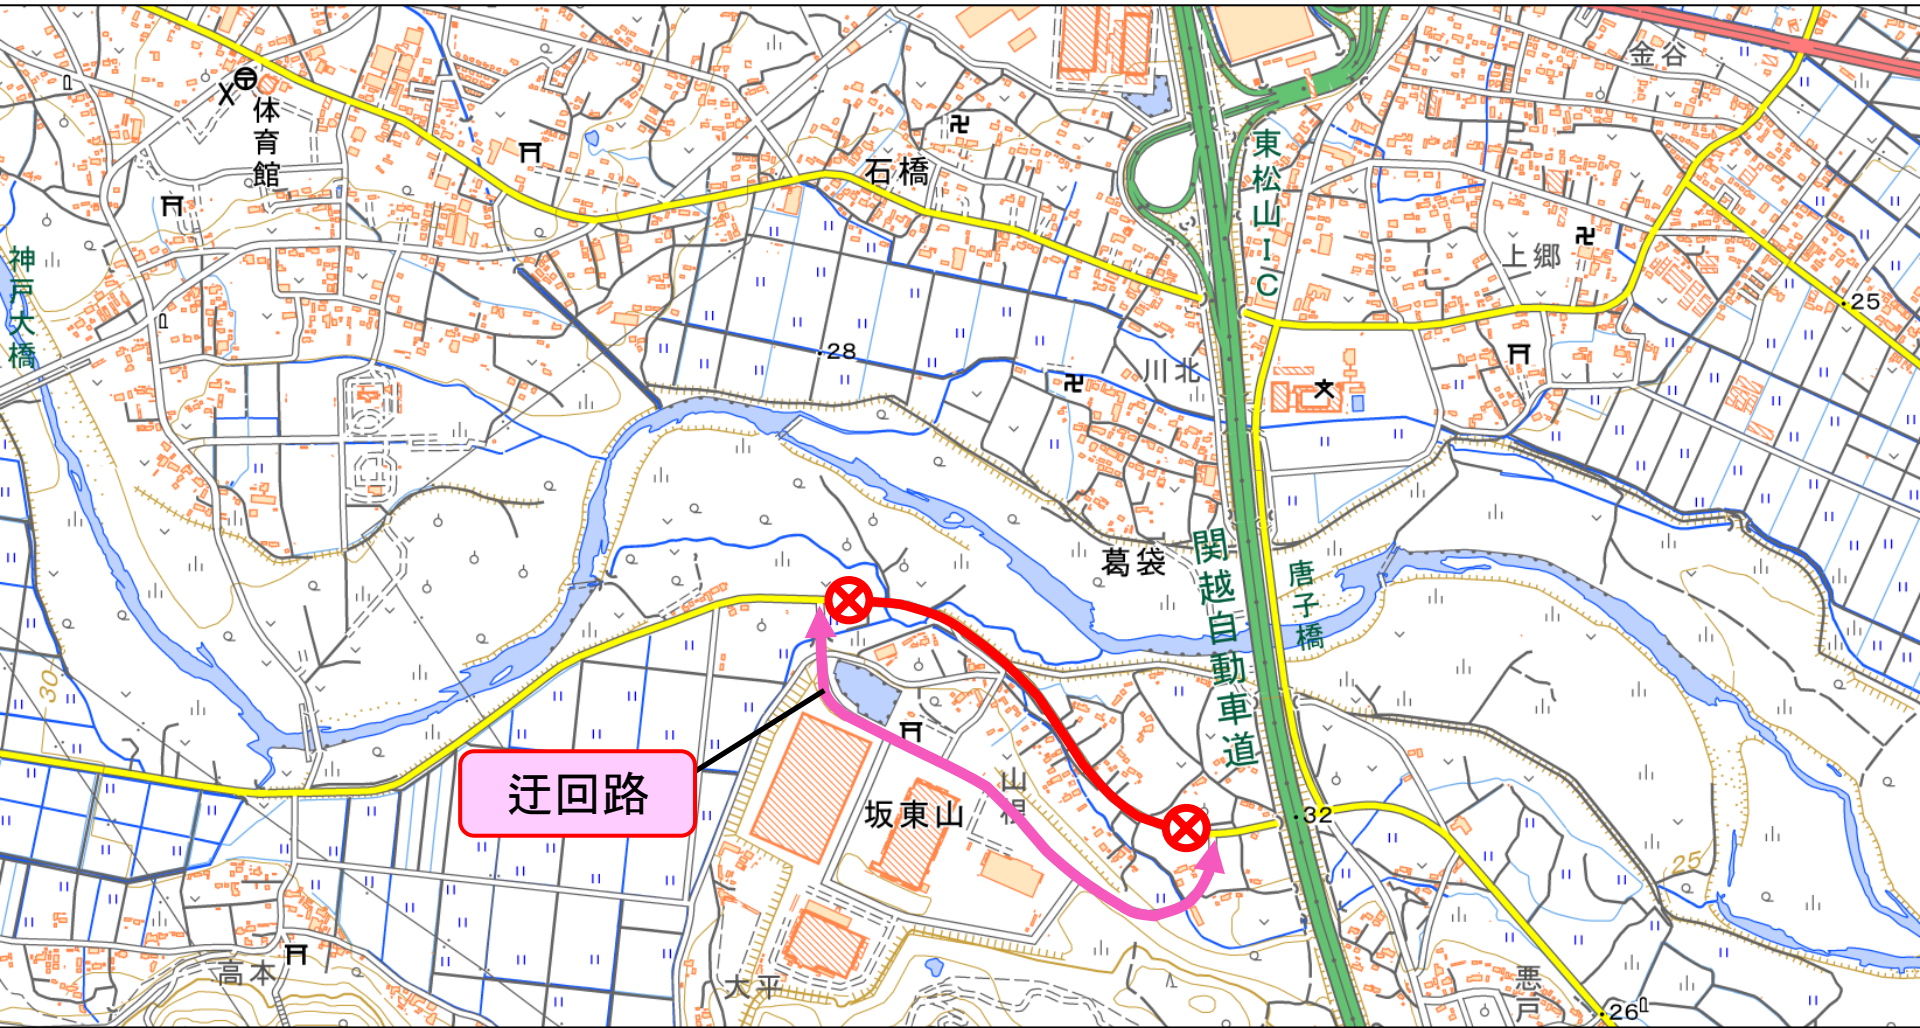 金谷
体育館
石橋
東松山IC
上郷
神戸大橋
25
28
川北
葛袋
関越自動車道
唐子橋
30
迂回路
山根
坂東山
32
25
高本
大平
悪戸
26